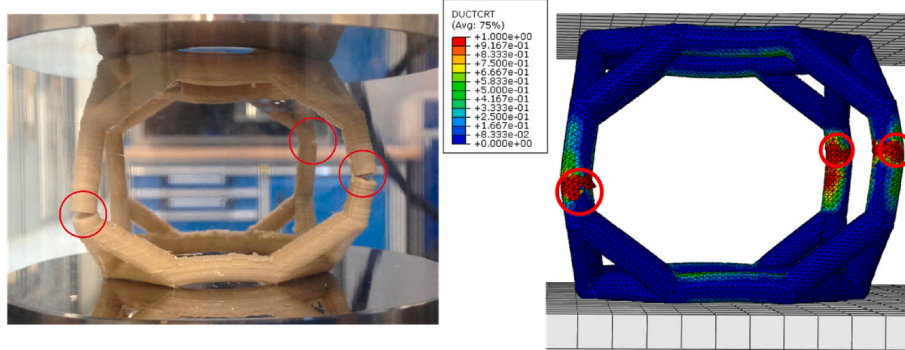 DUCTCRT
(Avg: 75%)
+1.000e+00
+9.167e-01
+8.333e-01
+7.500e-01
+6.667e-01
+5.833e-01
+5.000e-01
+4.167e-01
+3.333e-01
+2.500e-01
+1.667e-01
+8.333e-02
+0.000e+00